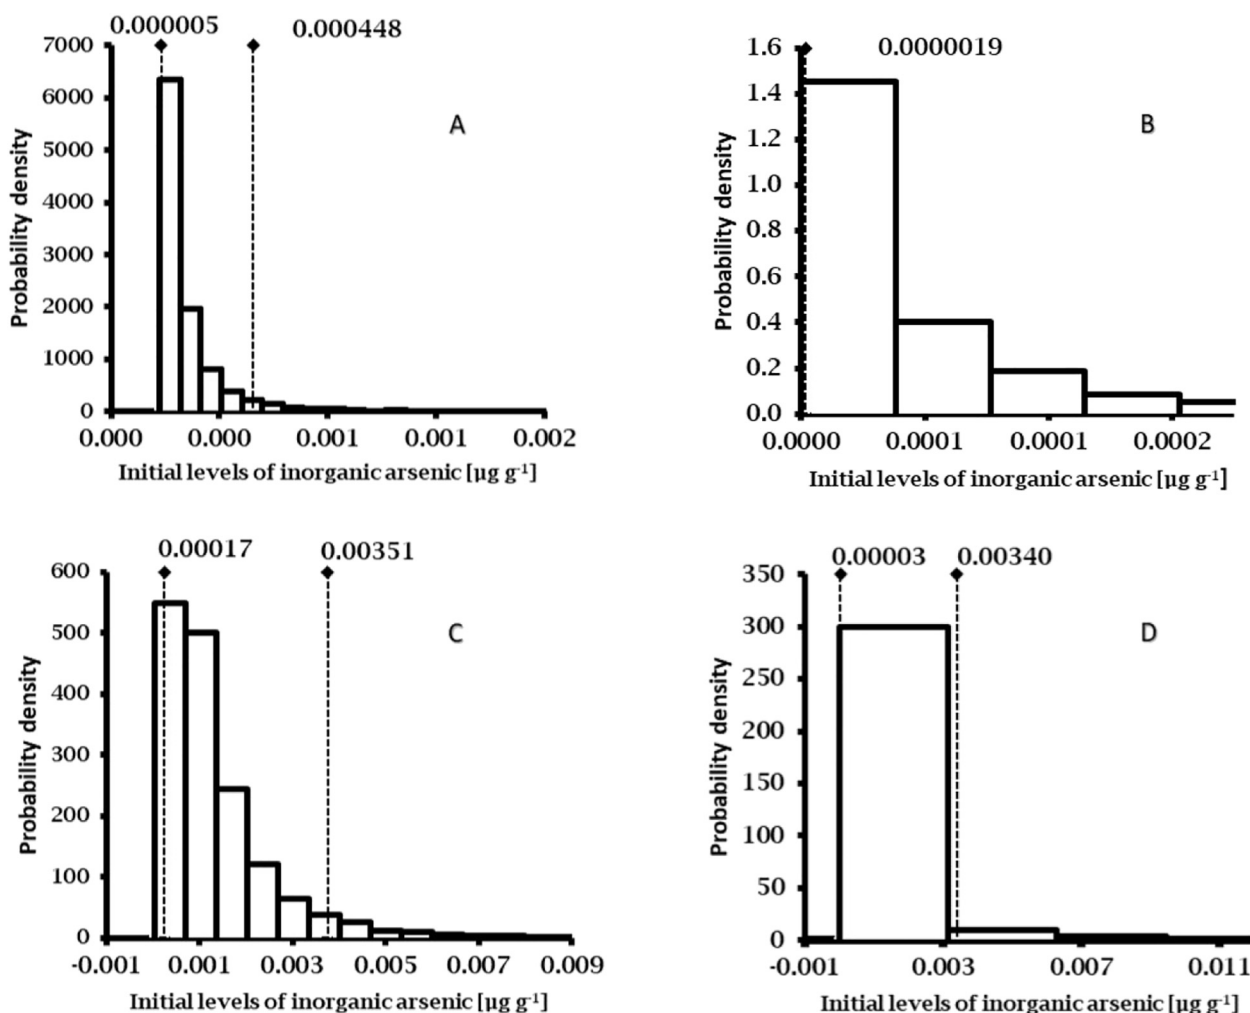 0.000005 0.000448
7000
6000
5000
4000
3000
2000
1000
0
Probability density
A
0.000 0.000 0.001 0.001 0.002
Initial levels of inorganic arsenic [µg g⁻¹]
0.0000019
1.6
1.4
1.2
1.0
0.8
0.6
0.4
0.2
0.0
Probability density
B
0.00000 0.0001 0.0001 0.0002
Initial levels of inorganic arsenic [µg g⁻¹]
0.00017 0.00351
600
500
400
300
200
100
0
Probability density
C
-0.001 0.001 0.003 0.005 0.007 0.009
Initial levels of inorganic arsenic [µg g⁻¹]
0.00003 0.00340
350
300
250
200
150
100
50
0
Probability density
D
-0.001 0.003 0.007 0.011
Initial levels of inorganic arsenic [µg g⁻¹]